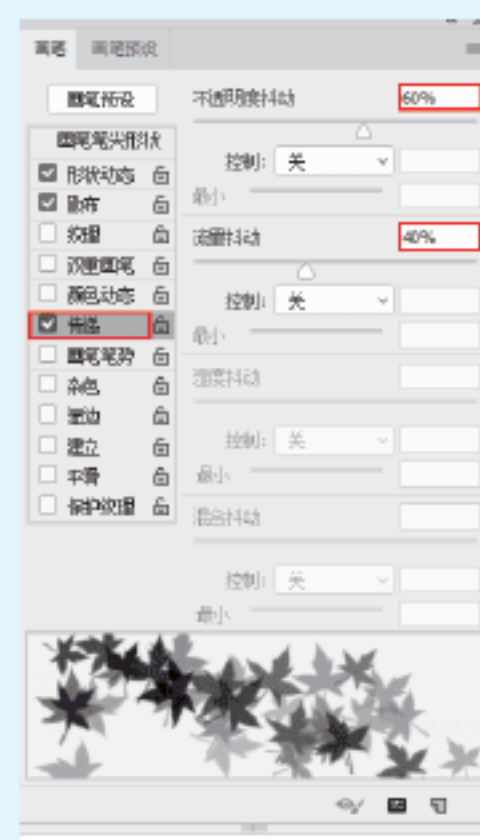 画笔 画笔预设
画笔预设
不透明度抖动 60%
画笔笔尖形状
控制: 关
形状动态
最小
散布
纹理
流量抖动 40%
双重画笔
颜色动态
控制: 关
传递
最小
画笔笔势
湿度抖动
杂色
湿边
控制: 关
建立
最小
平滑
保护纹理
混合抖动
控制: 关
最小